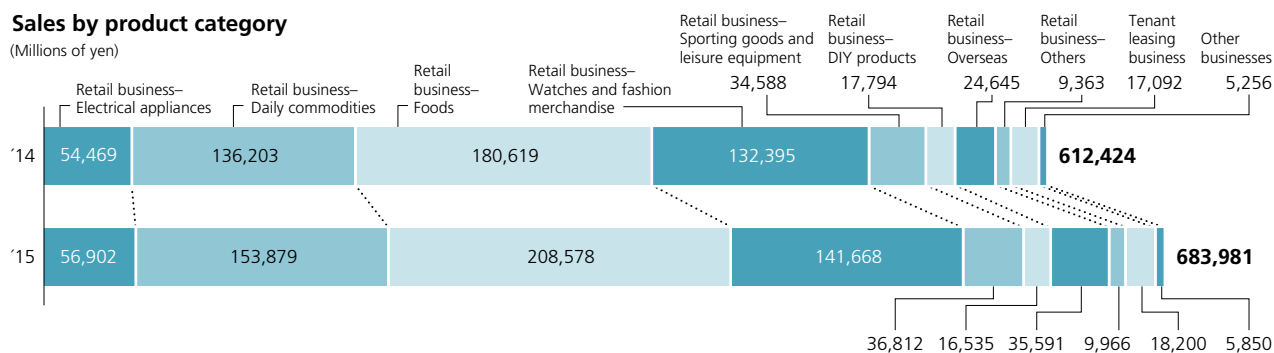 Sales by product category
(Millions of yen)
Retail business–
Electrical appliances
Retail business–
Daily commodities
Retail
business–
Foods
Retail business–
Watches and fashion
merchandise
Retail business–
Sporting goods and
leisure equipment
34,588
Retail
business–
DIY products
17,794
Retail
business–
Overseas
24,645
Retail
business–
Others
9,363
Tenant
leasing
business
17,092
Other
businesses
5,256
´14 54,469 136,203 180,619 132,395 612,424
´15 56,902 153,879 208,578 141,668 683,981
36,812 16,535 35,591 9,966 18,200 5,850